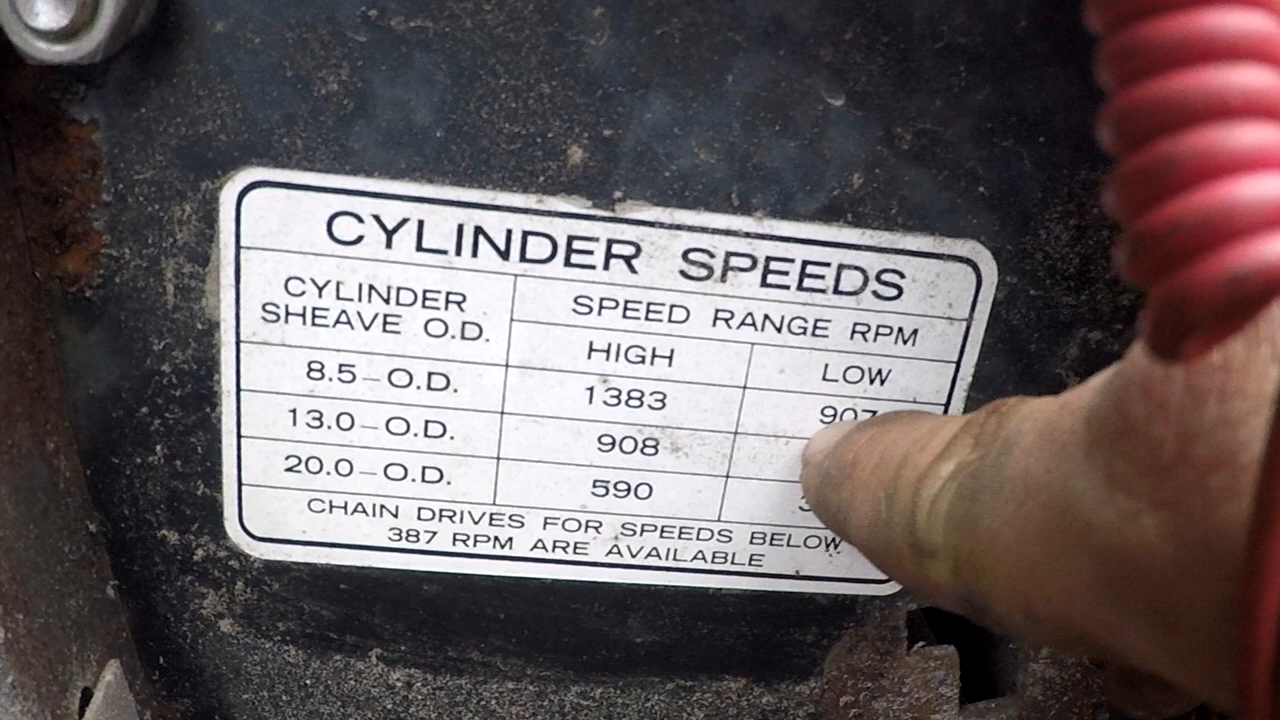 CYLINDER SPEEDS
CYLINDER SHEAVE O.D.
SPEED RANGE RPM
HIGH LOW
8.5-O.D. 1383 907
13.0-O.D. 908
20.0-O.D. 590
CHAIN DRIVES FOR SPEEDS BELOW
387 RPM ARE AVAILABLE